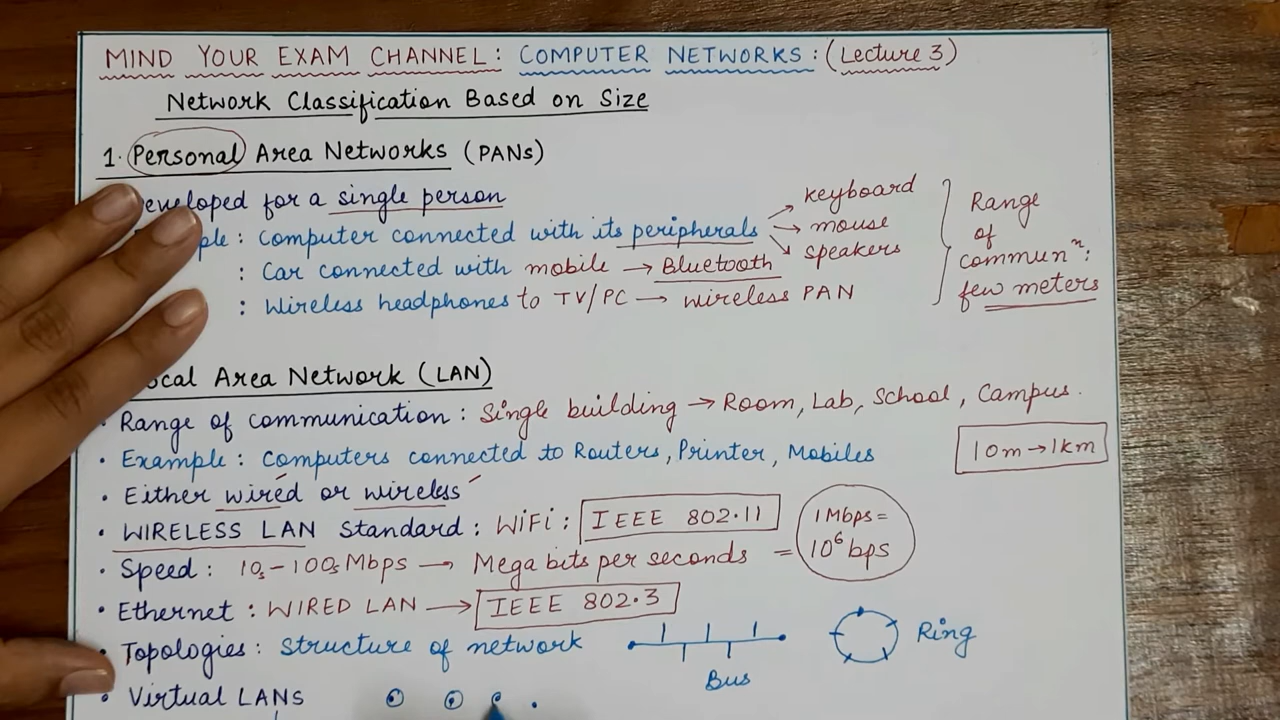 MIND YOUR EXAM CHANNEL: COMPUTER NETWORKS: (Lecture 3)
Network Classification Based on Size
1. Personal Area Networks (PANs)
eveloped for a single person
ple: Computer connected with its peripherals → keyboard
→ mouse
→ speakers
: Car connected with mobile → Bluetooth
: Wireless headphones to TV/PC → wireless PAN
Range
of
communⁿ:
few meters
ocal Area Network (LAN)
• Range of communication: Single building → Room, Lab, School, Campus.
• Example: Computers connected to Routers, Printer, Mobiles
10m → 1km
• Either wired or wireless
• WIRELESS LAN Standard: WiFi: IEEE 802.11
• Speed: 10 - 100 Mbps → Mega bits per seconds = 1 Mbps =
10⁶ bps
• Ethernet: WIRED LAN → IEEE 802.3
• Topologies: Structure of network
Bus
Ring
• Virtual LANs